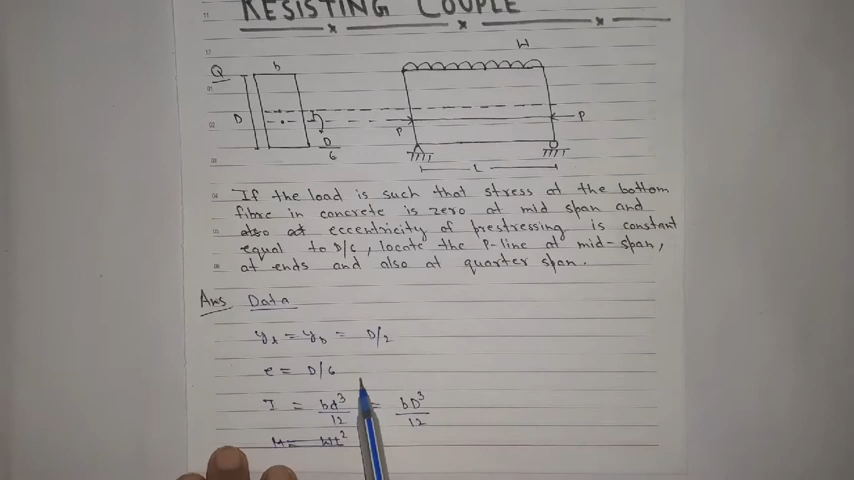 RESISTING COUPLE
Q
b
W
D
D/6
P
P
L
If the load is such that stress at the bottom
fibre in concrete is zero at mid span and
also at eccentricity of prestressing is constant
equal to D/6, locate the P-line at mid-span,
at ends and also at quarter span.
Ans Data
yt = yb = D/2
e = D/6
I = bd³/12 = bD³/12
M =